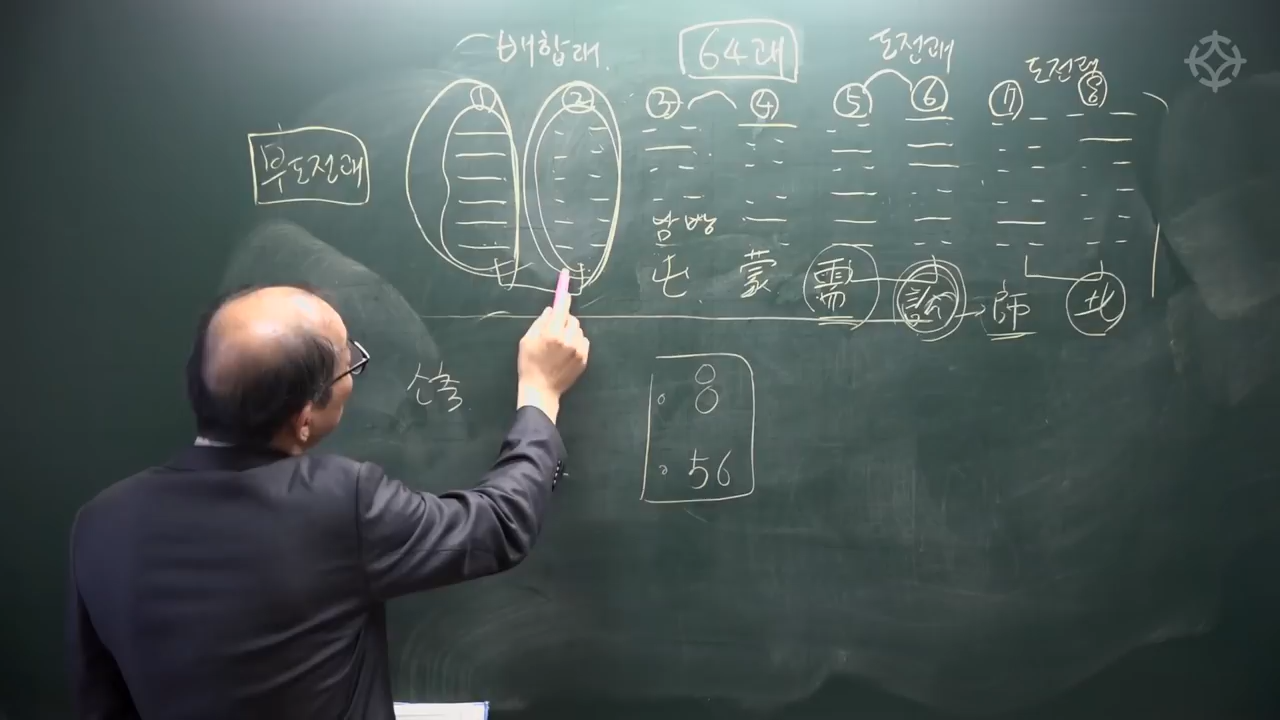 배합괘. 64괘 도전괘 도전괘
① ② ③ ④ ⑤ ⑥ ⑦ ⑧
부도전괘
屯 蒙 需 訟 師 比
8
56